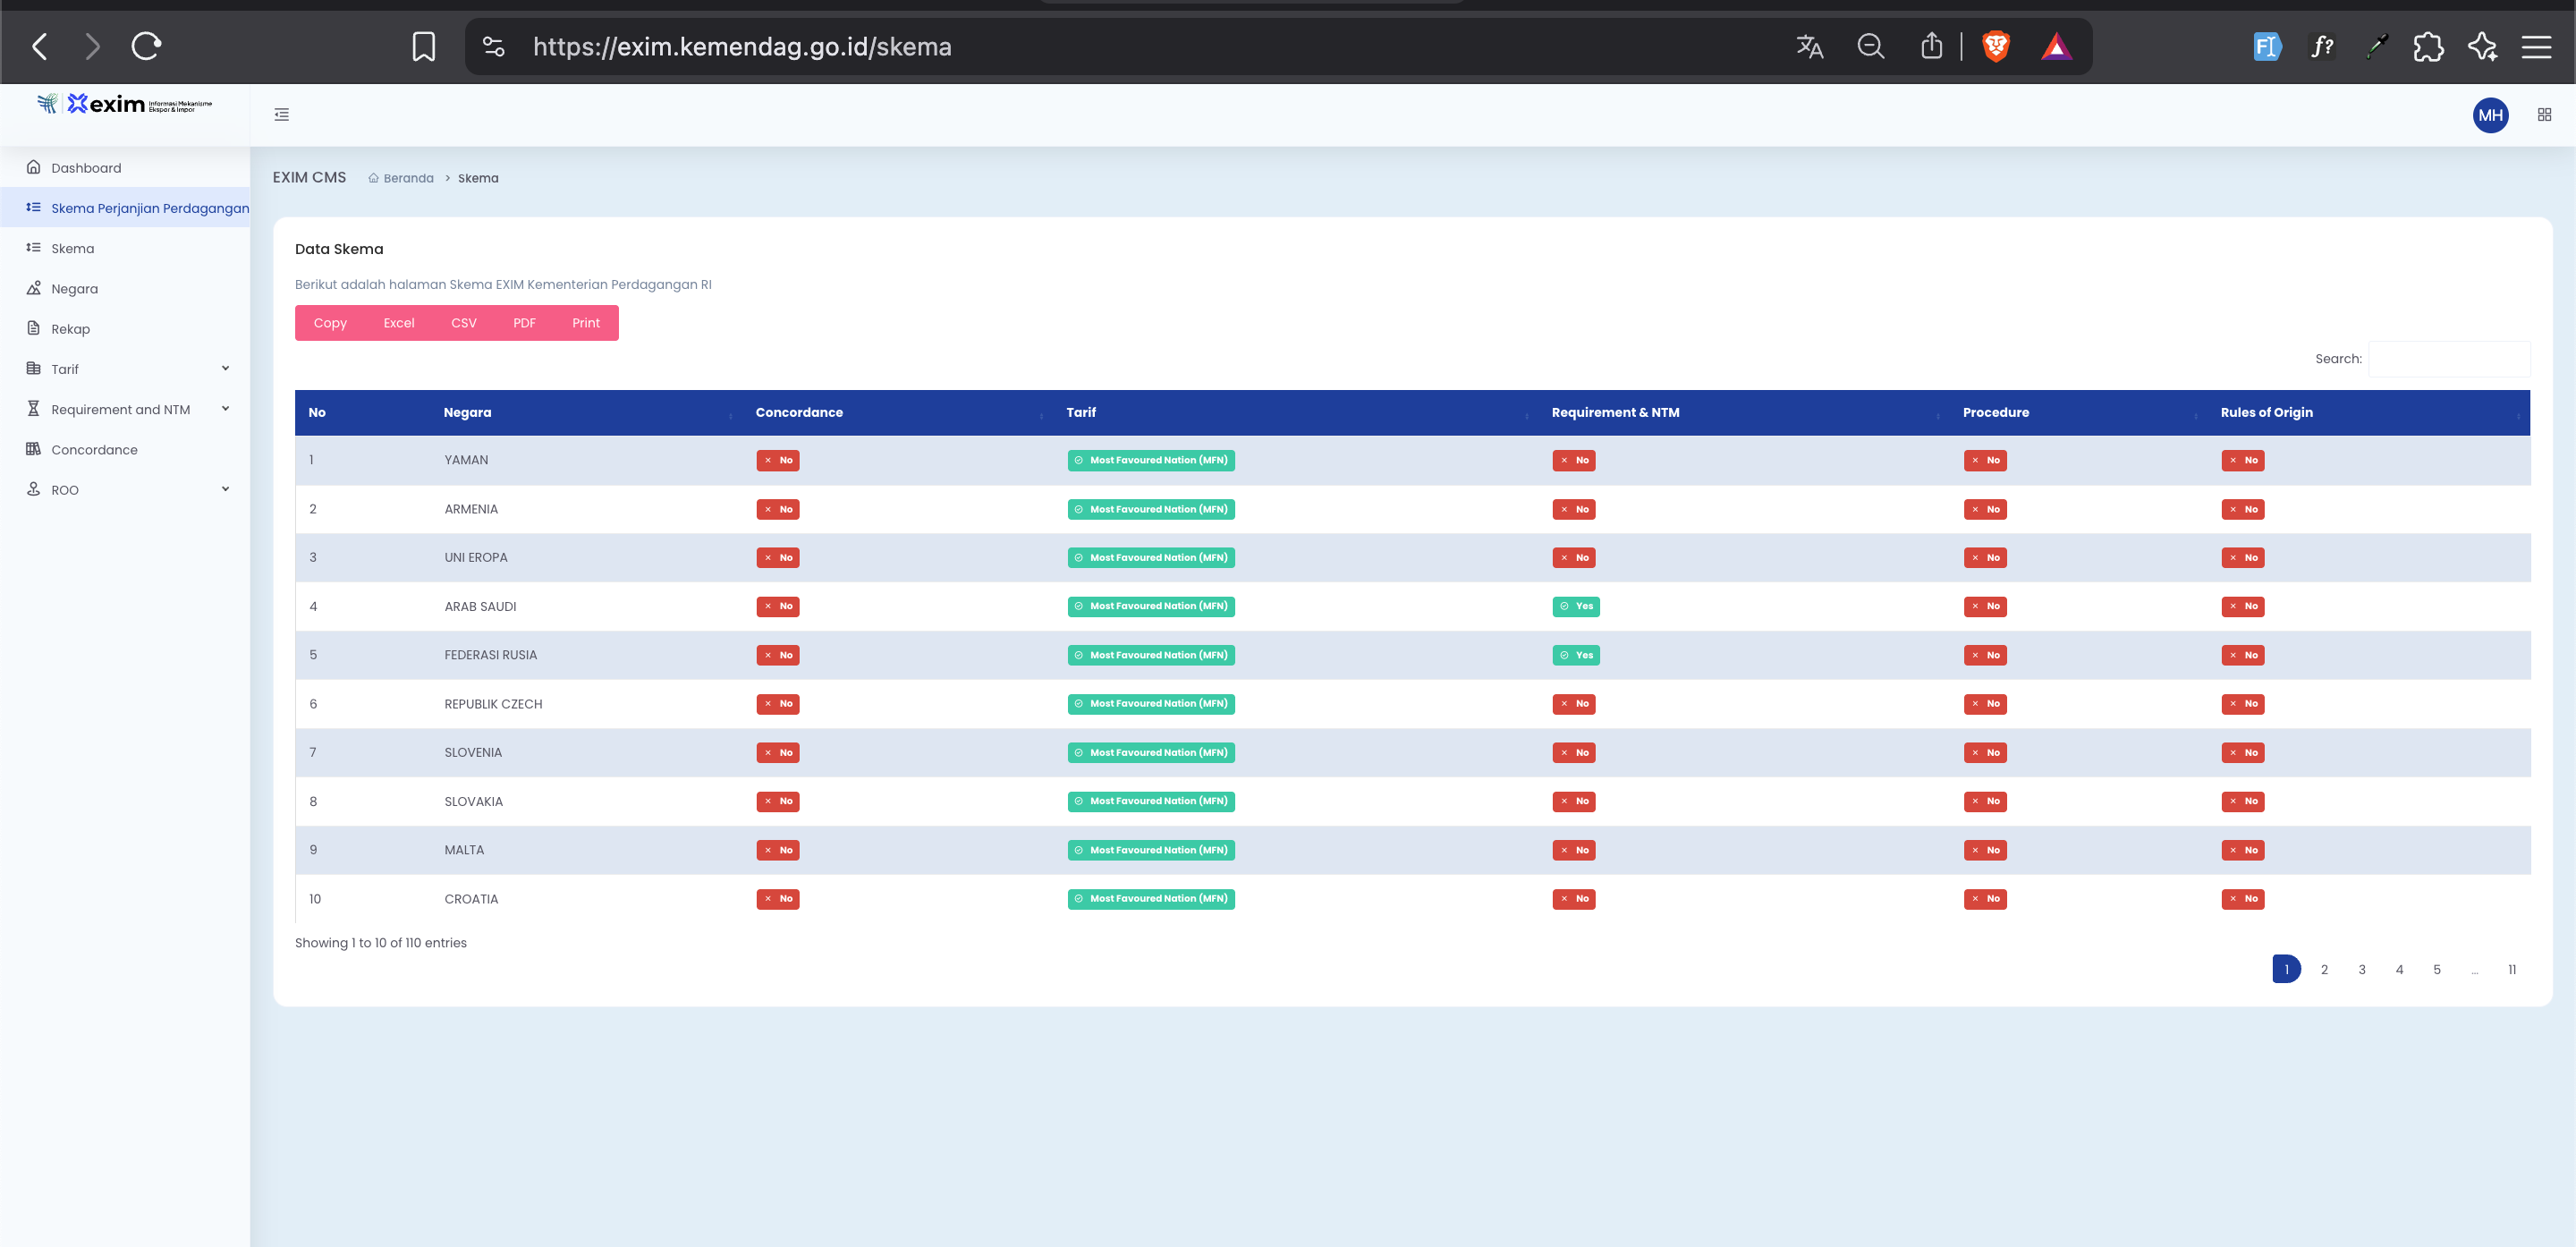 https://exim.kemendag.go.id/skema
exim Informasi Mekanisme Ekspor & Impor
MH
Dashboard
Skema Perjanjian Perdagangan
Skema
Negara
Rekap
Tarif
Requirement and NTM
Concordance
ROO
EXIM CMS Beranda > Skema
Data Skema
Berikut adalah halaman Skema EXIM Kementerian Perdagangan RI
Copy Excel CSV PDF Print
Search:
No Negara Concordance Tarif Requirement & NTM Procedure Rules of Origin
1 YAMAN No Most Favoured Nation (MFN) No No No
2 ARMENIA No Most Favoured Nation (MFN) No No No
3 UNI EROPA No Most Favoured Nation (MFN) No No No
4 ARAB SAUDI No Most Favoured Nation (MFN) Yes No No
5 FEDERASI RUSIA No Most Favoured Nation (MFN) Yes No No
6 REPUBLIK CZECH No Most Favoured Nation (MFN) No No No
7 SLOVENIA No Most Favoured Nation (MFN) No No No
8 SLOVAKIA No Most Favoured Nation (MFN) No No No
9 MALTA No Most Favoured Nation (MFN) No No No
10 CROATIA No Most Favoured Nation (MFN) No No No
Showing 1 to 10 of 110 entries
1 2 3 4 5 ... 11